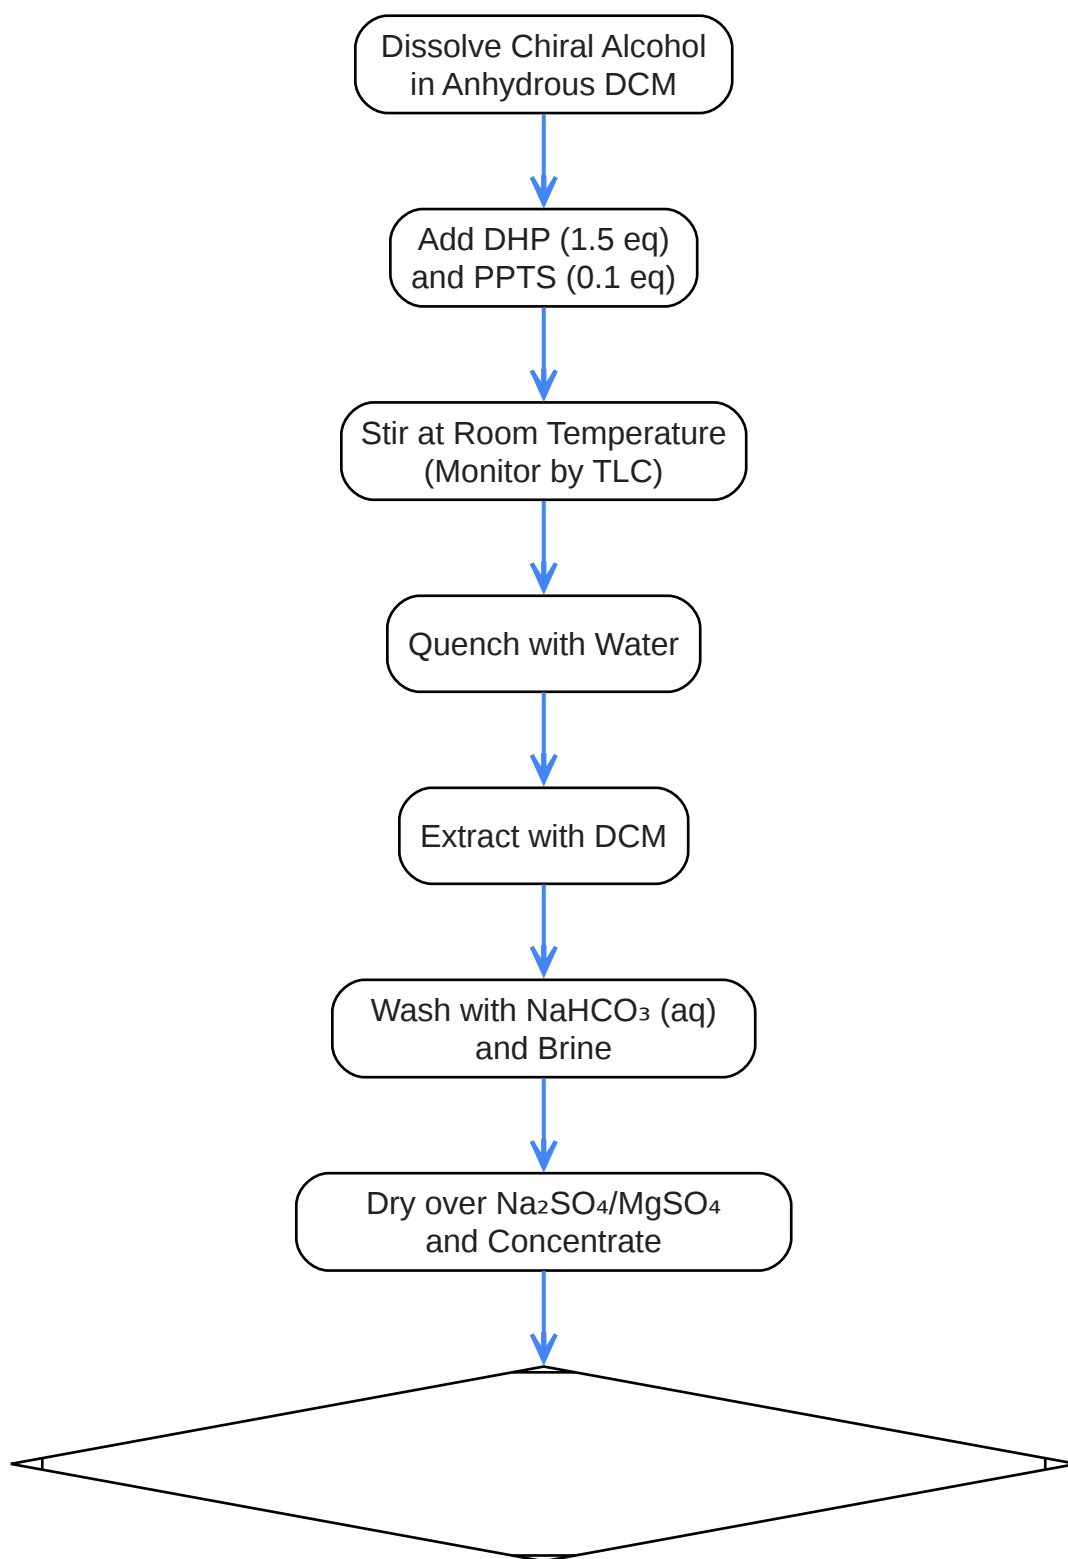 Dissolve Chiral Alcohol
in Anhydrous DCM
Add DHP (1.5 eq)
and PPTS (0.1 eq)
Stir at Room Temperature
(Monitor by TLC)
Quench with Water
Extract with DCM
Wash with NaHCO₃ (aq)
and Brine
Dry over Na₂SO₄/MgSO₄
and Concentrate